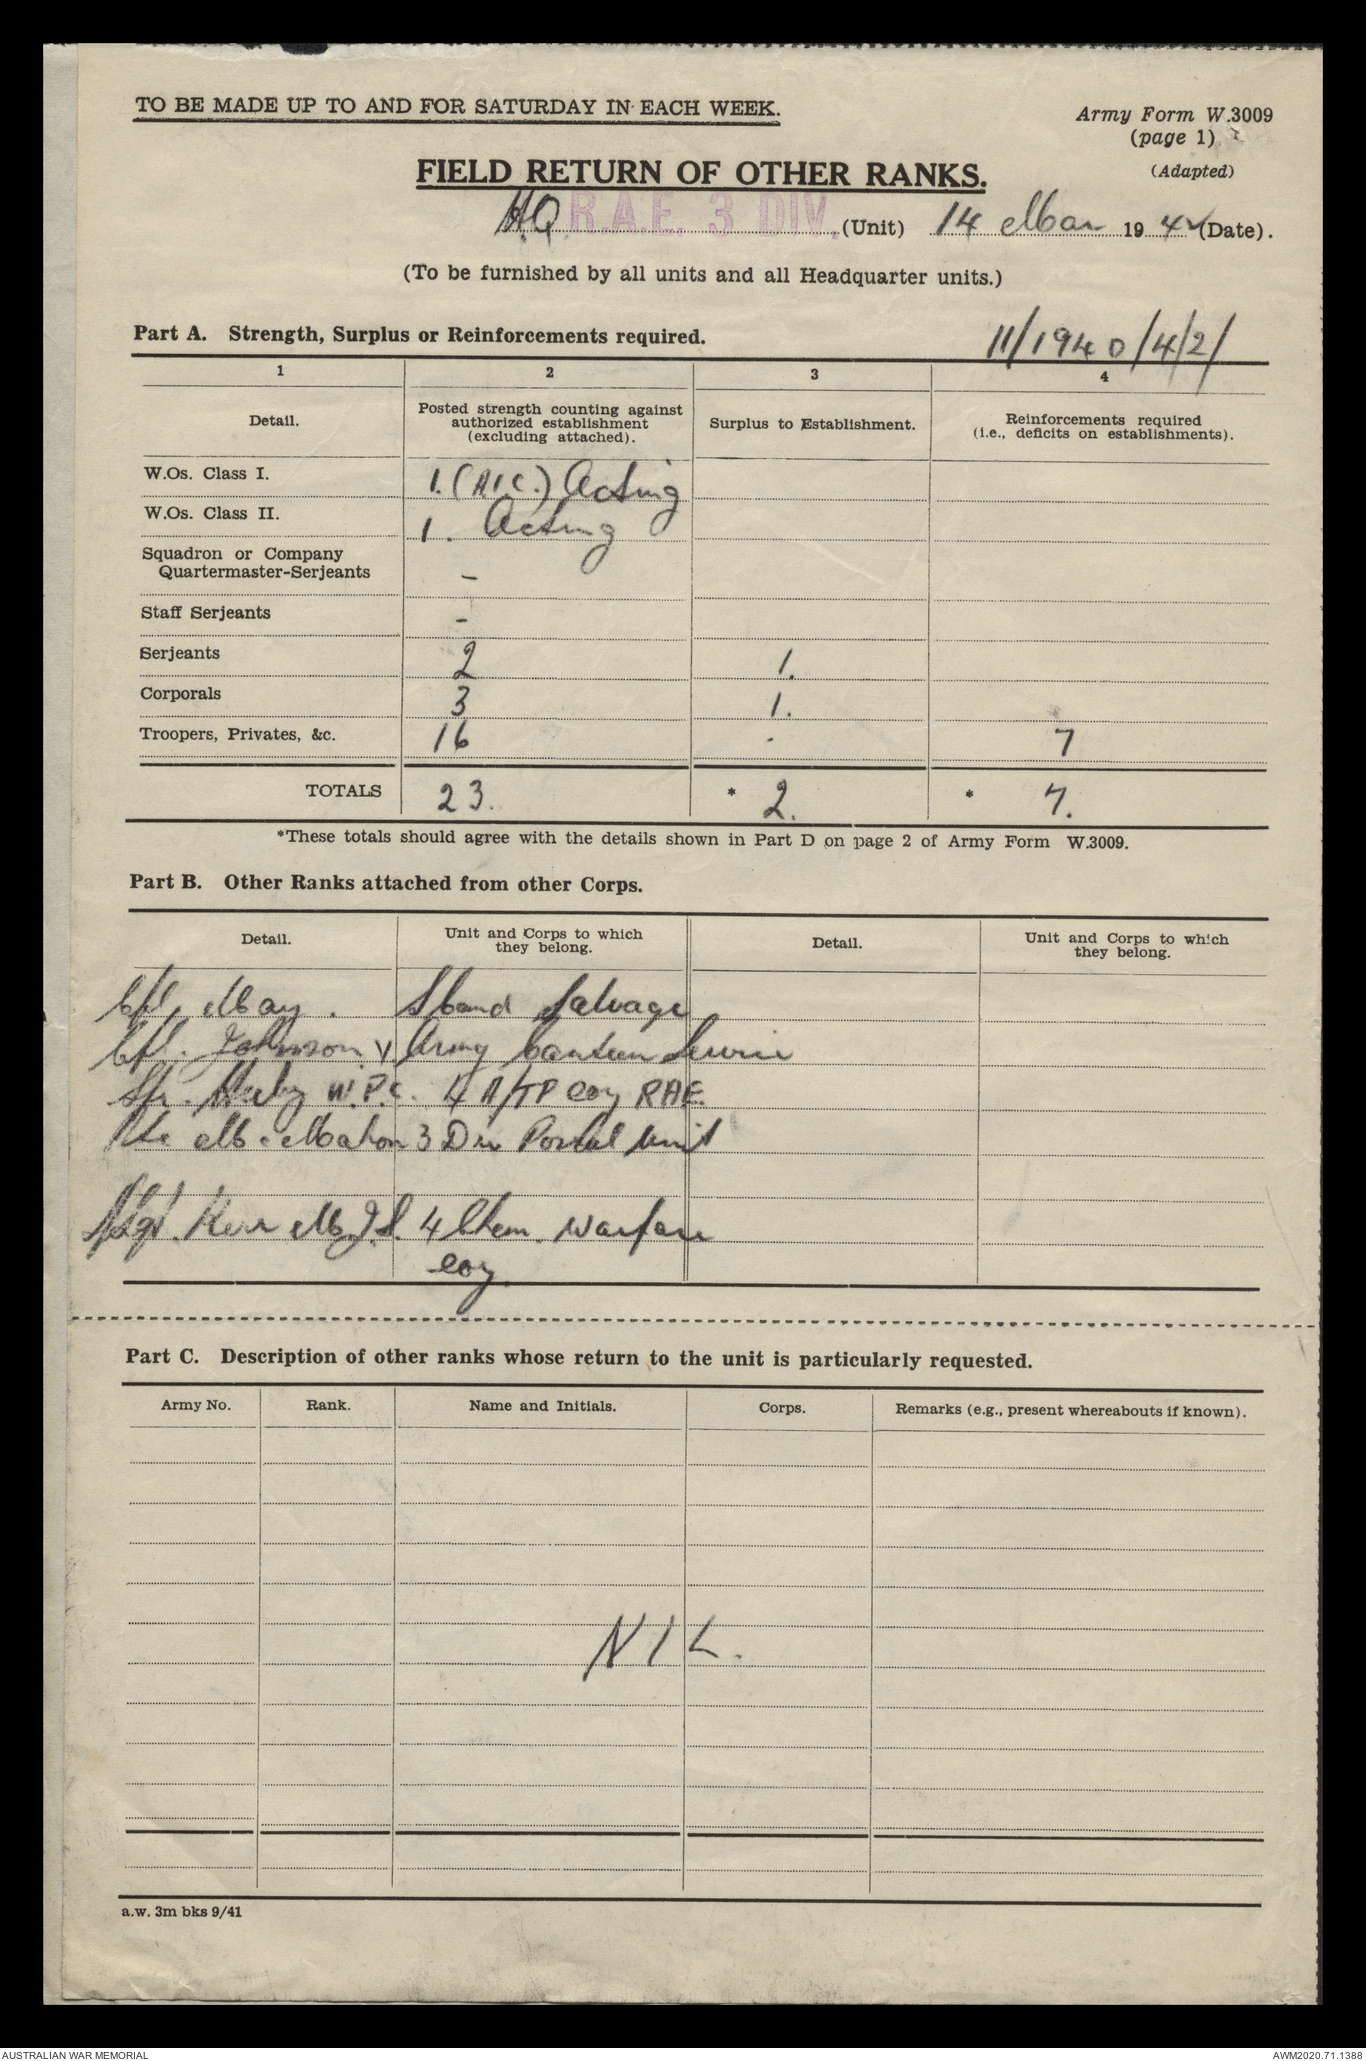 TO BE MADE UP TO AND FOR SATURDAY IN EACH WEEK.
Army Form W.3009
(page 1)
(Adapted)
FIELD RETURN OF OTHER RANKS.
HQ R.A.E. 3 DIV. (Unit) 14 Mar 1942 (Date).
(To be furnished by all units and all Headquarter units.)
Part A. Strength, Surplus or Reinforcements required.
11/1940/4/2/
1 2 3 4
Detail. Posted strength counting against authorized establishment (excluding attached). Surplus to Establishment. Reinforcements required (i.e., deficits on establishments).
W.Os. Class I. 1. (A.I.C.) Acting
W.Os. Class II. 1. Acting
Squadron or Company
Quartermaster-Serjeants -
Staff Serjeants -
Serjeants 2 1.
Corporals 3 1.
Troopers, Privates, &c. 16 - 7
TOTALS 23. * 2. * 7.
*These totals should agree with the details shown in Part D on page 2 of Army Form W.3009.
Part B. Other Ranks attached from other Corps.
Detail. Unit and Corps to which they belong. Detail. Unit and Corps to which they belong.
Cpl. May. Salvage
Cpl. Johnson V Army Canteen Service
Spr. W.P.C. 4 A/TP Coy RAE.
Pte McMahon 3 Div Postal Unit
Kerr M.J.S. 4 Chem. Warfare
Coy
Part C. Description of other ranks whose return to the unit is particularly requested.
Army No. Rank. Name and Initials. Corps. Remarks (e.g., present whereabouts if known).
NIL.
a.w. 3m bks 9/41
AUSTRALIAN WAR MEMORIAL
AWM2020.71.1388